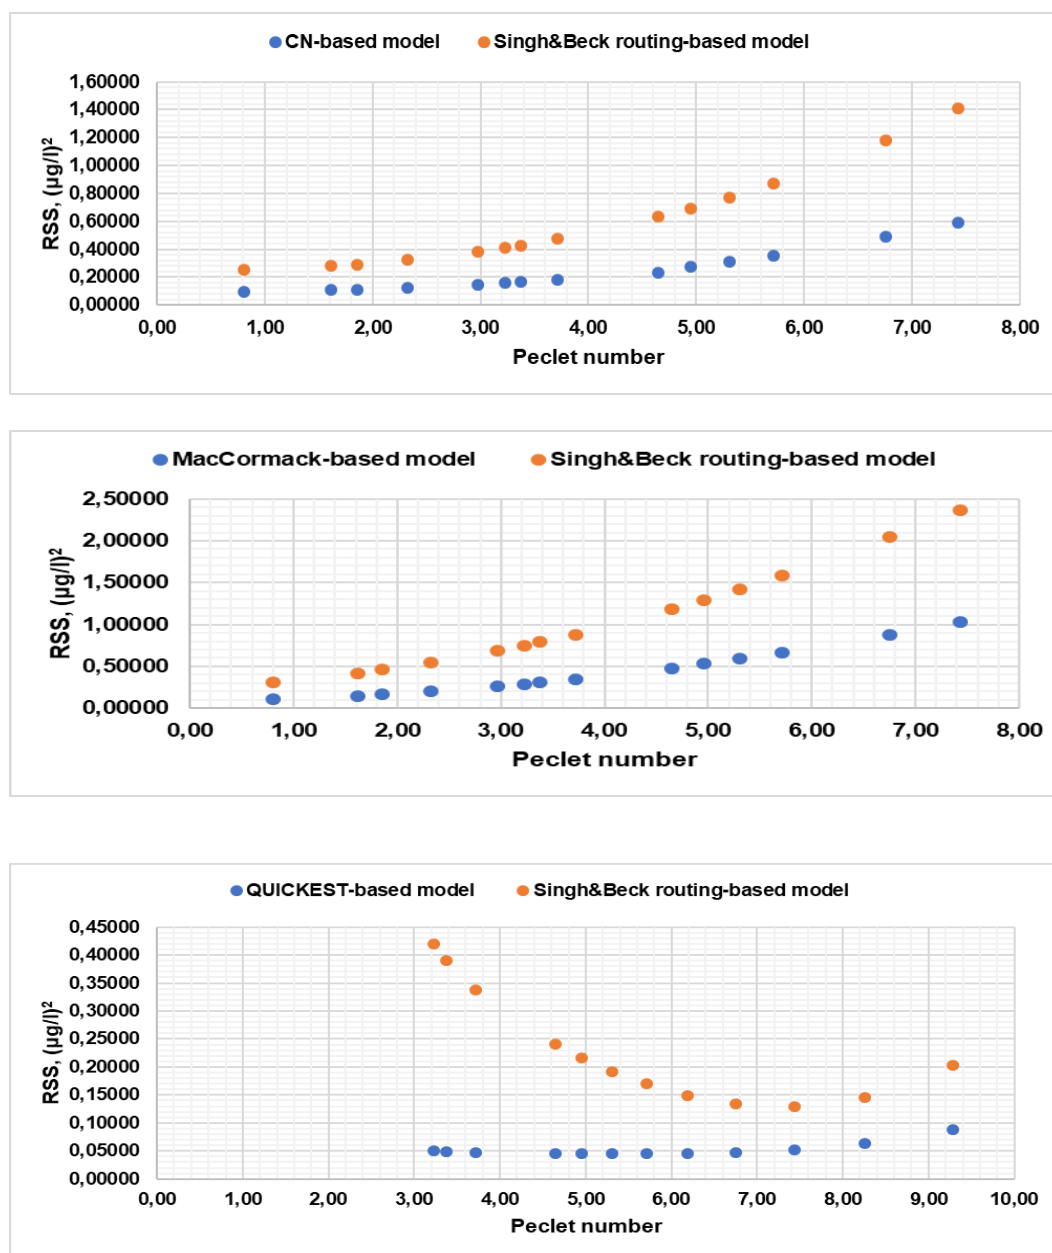 CN-based model Singh&Beck routing-based model
1,60000
1,40000
1,20000
1,00000
0,80000
0,60000
0,40000
0,20000
0,00000
RSS, (µg/l)²
0,00 1,00 2,00 3,00 4,00 5,00 6,00 7,00 8,00
Peclet number
MacCormack-based model Singh&Beck routing-based model
2,50000
2,00000
1,50000
1,00000
0,50000
0,00000
RSS, (µg/l)²
0,00 1,00 2,00 3,00 4,00 5,00 6,00 7,00 8,00
Peclet number
QUICKEST-based model Singh&Beck routing-based model
0,45000
0,40000
0,35000
0,30000
0,25000
0,20000
0,15000
0,10000
0,05000
0,00000
RSS, (µg/l)²
0,00 1,00 2,00 3,00 4,00 5,00 6,00 7,00 8,00 9,00 10,00
Peclet number